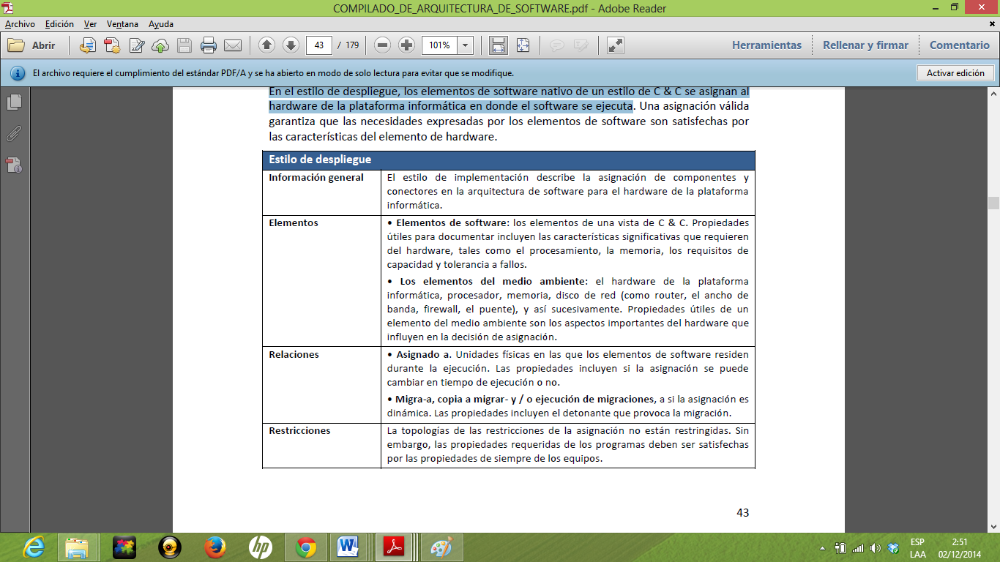 COMPILADO_DE_ARQUITECTURA_DE_SOFTWARE.pdf - Adobe Reader
Archivo Edición Ver Ventana Ayuda
Abrir 43 / 179 101% Herramientas Rellenar y firmar Comentario
El archivo requiere el cumplimiento del estándar PDF/A y se ha abierto en modo de solo lectura para evitar que se modifique. Activar edición
En el estilo de despliegue, los elementos de software nativo de un estilo de C & C se asignan al
hardware de la plataforma informática en donde el software se ejecuta. Una asignación válida
garantiza que las necesidades expresadas por los elementos de software son satisfechas por
las características del elemento de hardware.
Estilo de despliegue
Información general
El estilo de implementación describe la asignación de componentes y
conectores en la arquitectura de software para el hardware de la plataforma
informática.
Elementos
• Elementos de software: los elementos de una vista de C & C. Propiedades
útiles para documentar incluyen las características significativas que requieren
del hardware, tales como el procesamiento, la memoria, los requisitos de
capacidad y tolerancia a fallos.
• Los elementos del medio ambiente: el hardware de la plataforma
informática, procesador, memoria, disco de red (como router, el ancho de
banda, firewall, el puente), y así sucesivamente. Propiedades útiles de un
elemento del medio ambiente son los aspectos importantes del hardware que
influyen en la decisión de asignación.
Relaciones
• Asignado a. Unidades físicas en las que los elementos de software residen
durante la ejecución. Las propiedades incluyen si la asignación se puede
cambiar en tiempo de ejecución o no.
• Migra-a, copia a migrar- y / o ejecución de migraciones, a si la asignación es
dinámica. Las propiedades incluyen el detonante que provoca la migración.
Restricciones
La topologías de las restricciones de la asignación no están restringidas. Sin
embargo, las propiedades requeridas de los programas deben ser satisfechas
por las propiedades de siempre de los equipos.
43
hp
ESP 2:51
LAA 02/12/2014